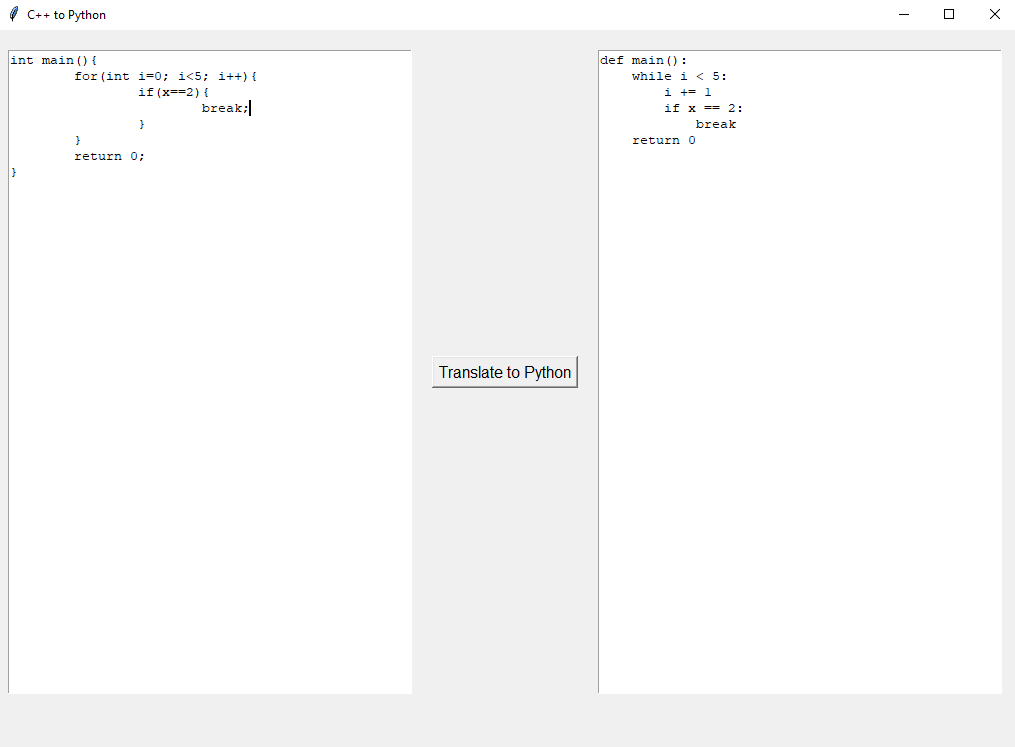 C++ to Python
int main(){
        for(int i=0; i<5; i++){
                if(x==2){
                        break;
                }
        }
        return 0;
}
Translate to Python
def main():
    while i < 5:
        i += 1
        if x == 2:
            break
    return 0